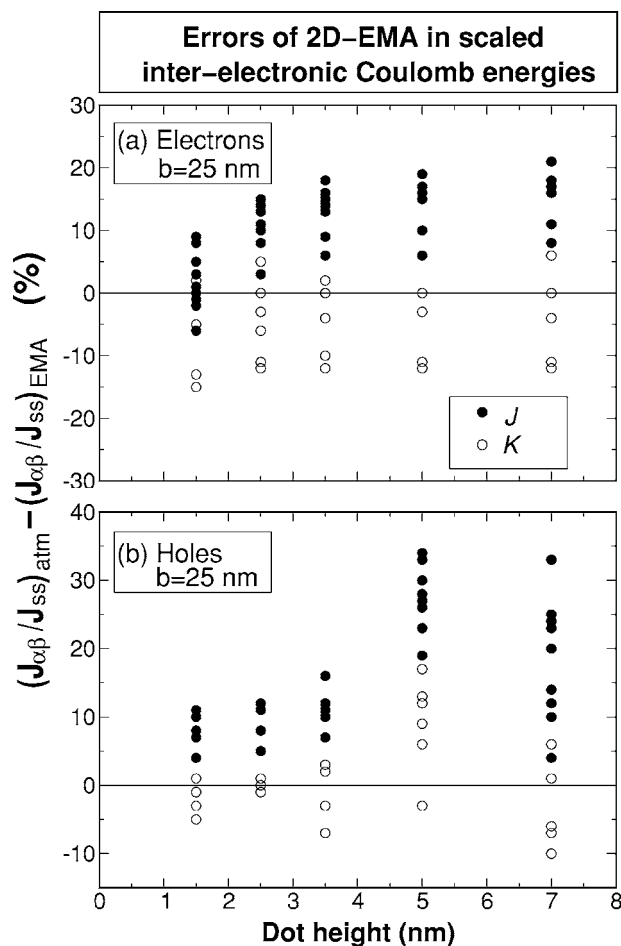 Errors of 2D−EMA in scaled
inter−electronic Coulomb energies
(Jαβ/Jss)atm − (Jαβ/Jss)EMA (%)
30
20
10
0
-10
-20
-30
(a) Electrons
b=25 nm
J
K
40
30
20
10
0
-10
(b) Holes
b=25 nm
0 1 2 3 4 5 6 7 8
Dot height (nm)